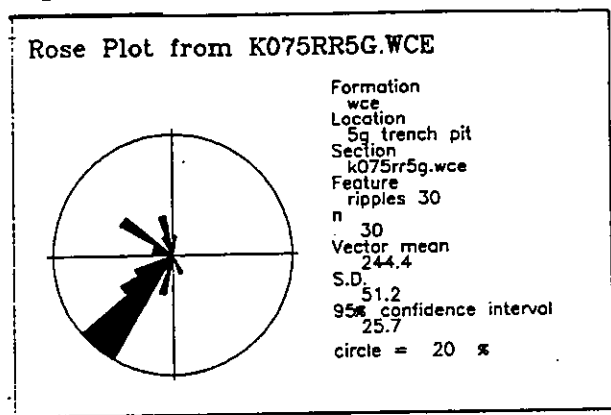 Rose Plot from K075RR5G.WCE
Formation
wce
Location
5g trench pit
Section
k075rr5g.wce
Feature
ripples 30
n
30
Vector mean
244.4
S.D.
51.2
95% confidence interval
25.7
circle = 20 %